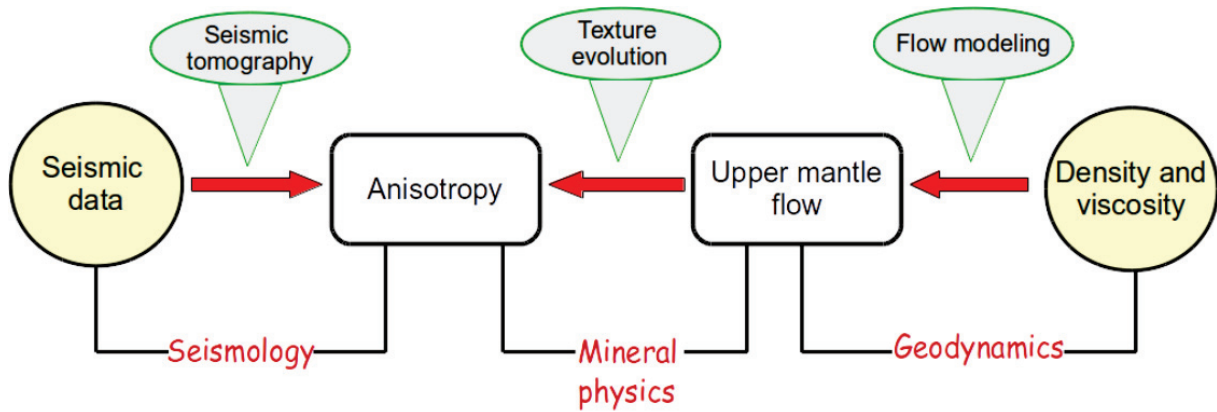 Seismic
tomography
Texture
evolution
Flow modeling
Seismic
data
Anisotropy
Upper mantle
flow
Density and
viscosity
Seismology
Mineral
physics
Geodynamics